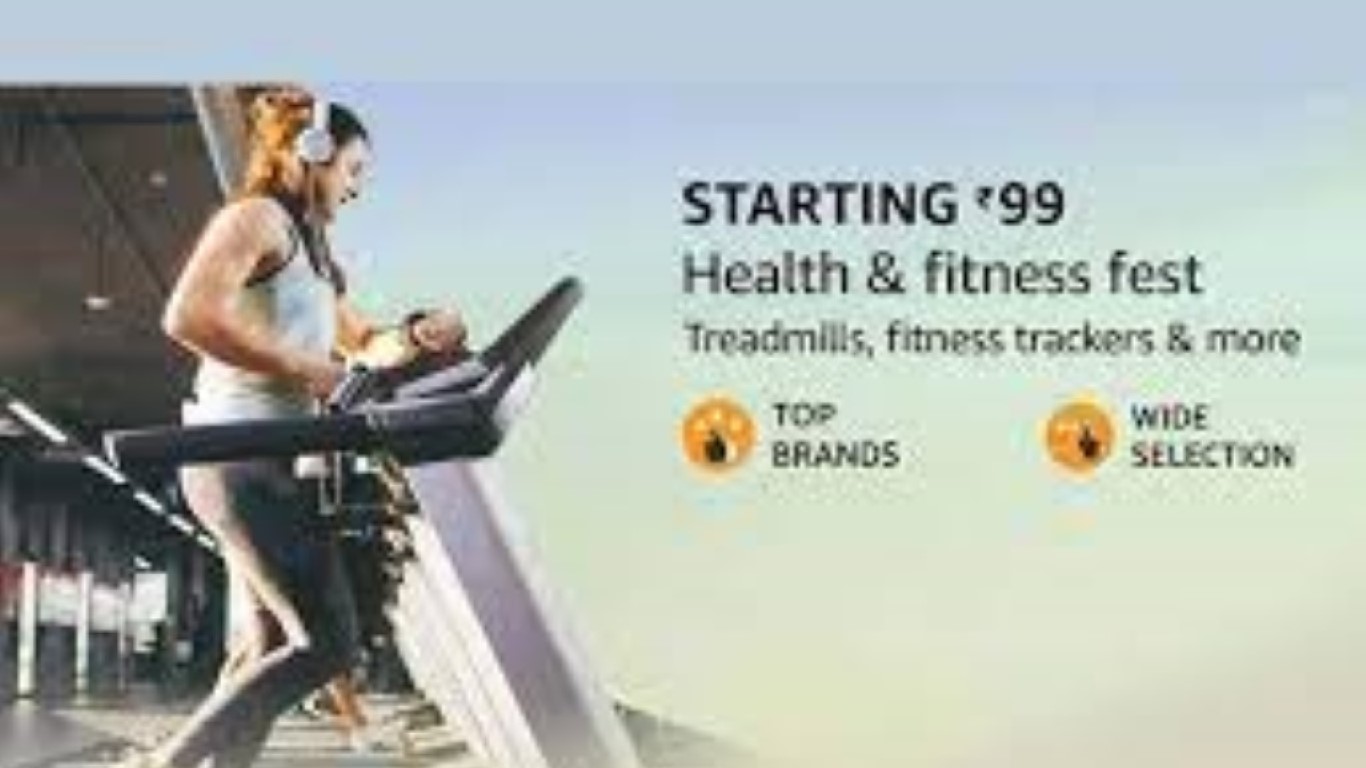 STARTING ₹99
Health & fitness fest
Treadmills, fitness trackers & more
TOP
BRANDS
WIDE
SELECTION